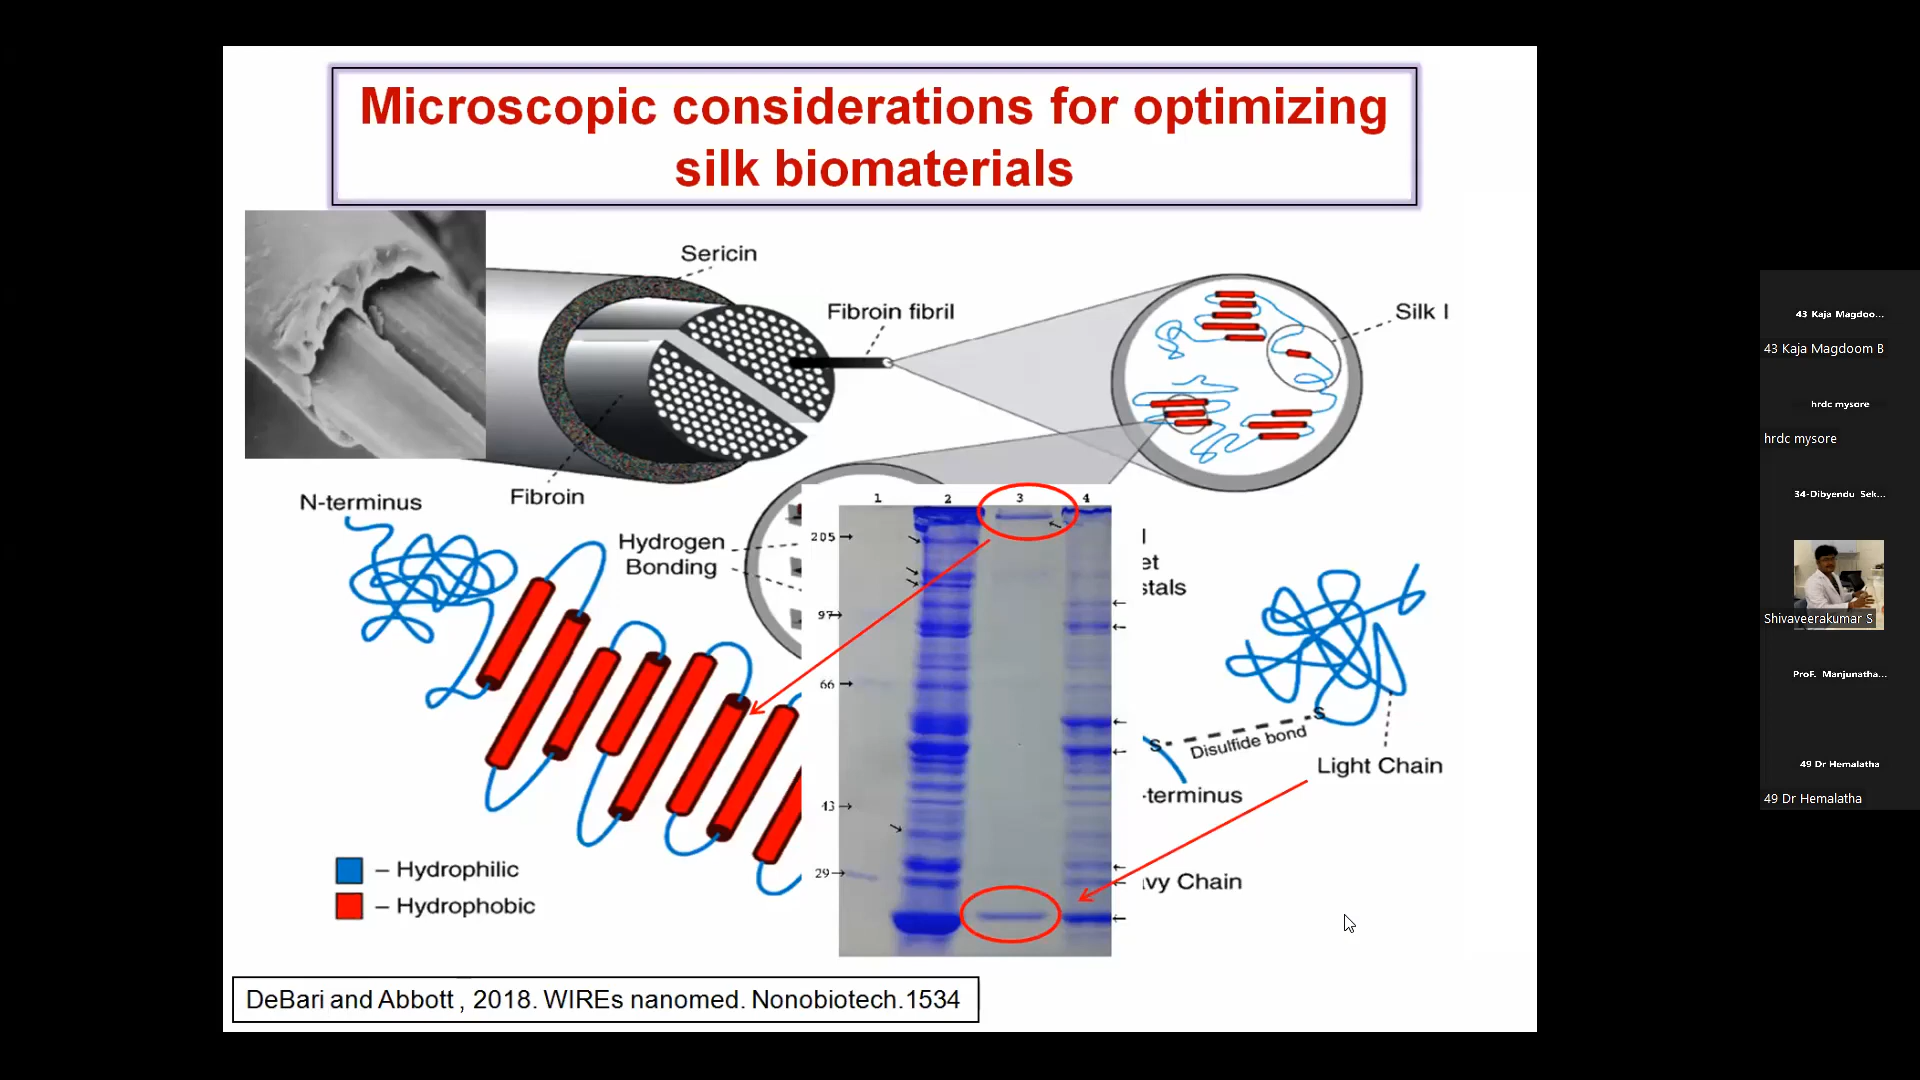 Microscopic considerations for optimizing
silk biomaterials
Sericin
Fibroin fibril
Silk I
N-terminus
Fibroin
Hydrogen
Bonding
1 2 3 4
205
97
66
43
29
et
stals
S
S
Disulfide bond
Light Chain
-terminus
vy Chain
– Hydrophilic
– Hydrophobic
DeBari and Abbott , 2018. WIREs nanomed. Nonobiotech.1534
43 Kaja Magdoo...
43 Kaja Magdoom B
hrdc mysore
hrdc mysore
34-Dibyendu Sek...
Shivaveerakumar S
ProF. Manjunatha...
49 Dr Hemalatha
49 Dr Hemalatha